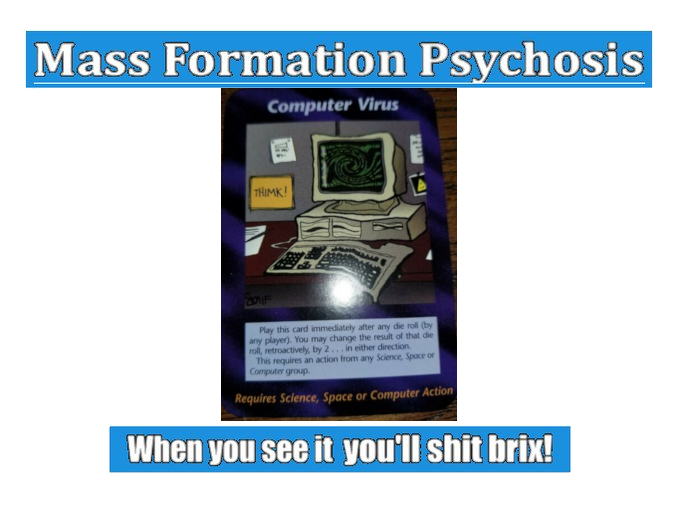 Mass Formation Psychosis
Computer Virus
THIMK!
Play this card immediately after any die roll (by
any player). You may change the result of that die
roll, retroactively, by 2 . . . in either direction.
This requires an action from any Science, Space or
Computer group.
Requires Science, Space or Computer Action
When you see it you'll shit brix!